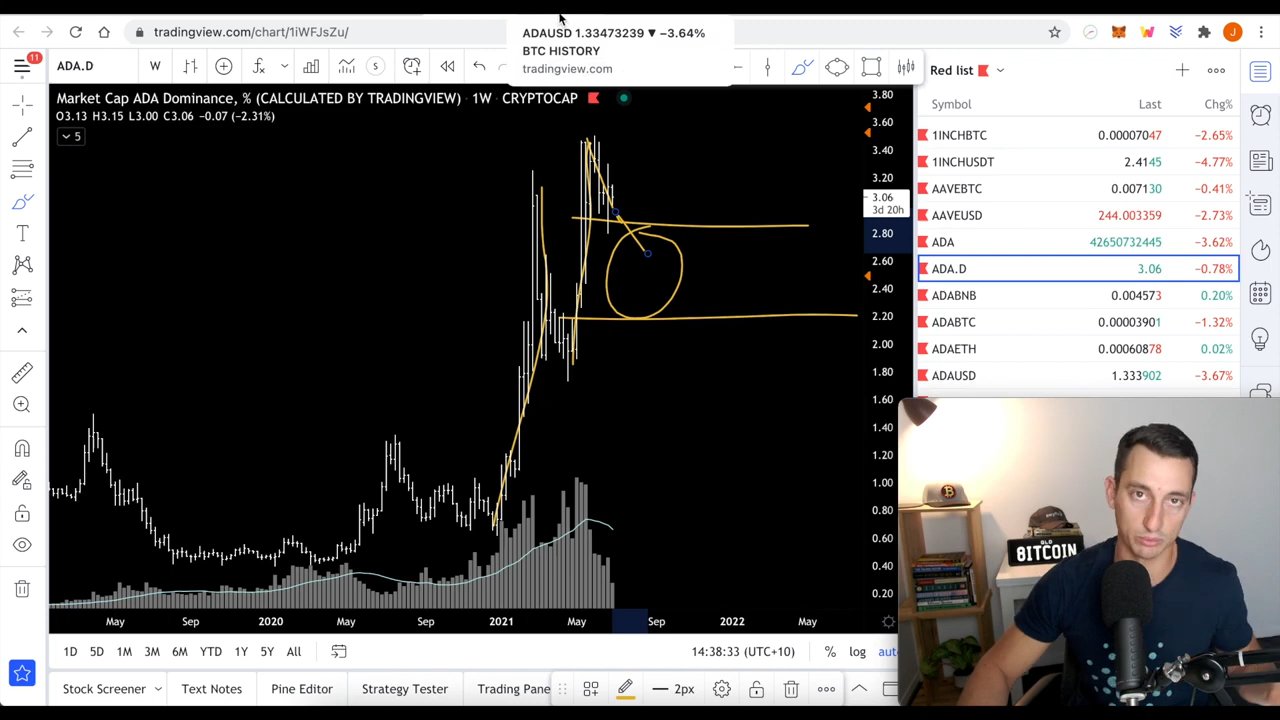 tradingview.com/chart/1iWFJsZu/
ADAUSD 1.33473239 ▼ −3.64%
BTC HISTORY
tradingview.com
J
11
ADA.D
W
S
Red list
Market Cap ADA Dominance, % (CALCULATED BY TRADINGVIEW) · 1W · CRYPTOCAP
O3.13 H3.15 L3.00 C3.06 −0.07 (−2.31%)
5
Symbol Last Chg%
1INCHBTC 0.00007047 −2.65%
1INCHUSDT 2.4145 −4.77%
AAVEBTC 0.007130 −0.41%
AAVEUSD 244.003359 −2.73%
ADA 42650732445 −3.62%
ADA.D 3.06 −0.78%
ADABNB 0.004573 0.20%
ADABTC 0.00003901 −1.32%
ADAETH 0.00060878 0.02%
ADAUSD 1.333902 −3.67%
3.80
3.60
3.40
3.20
3.06
3d 20h
2.80
2.60
2.40
2.20
2.00
1.80
1.60
1.40
1.20
1.00
0.80
0.60
0.40
0.20
May Sep 2020 May Sep 2021 May Sep 2022 May
1D 5D 1M 3M 6M YTD 1Y 5Y All
14:38:33 (UTC+10) % log aut
Stock Screener Text Notes Pine Editor Strategy Tester Trading Pane
2px
QLD
BITCOIN